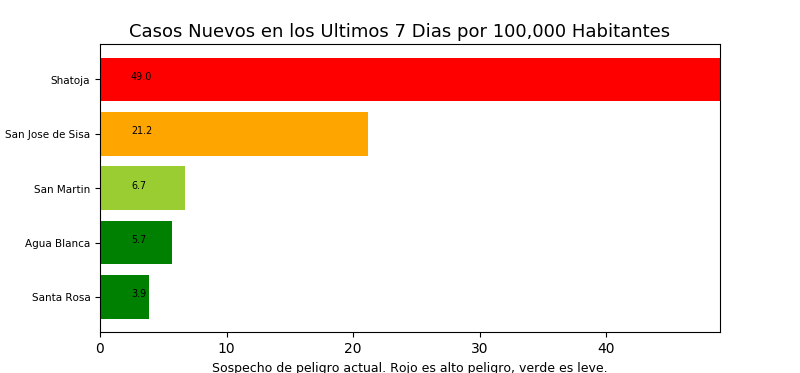 Casos Nuevos en los Ultimos 7 Dias por 100,000 Habitantes
Shatoja 49.0
San Jose de Sisa 21.2
San Martin 6.7
Agua Blanca 5.7
Santa Rosa 3.9
0 10 20 30 40
Sospecho de peligro actual. Rojo es alto peligro, verde es leve.